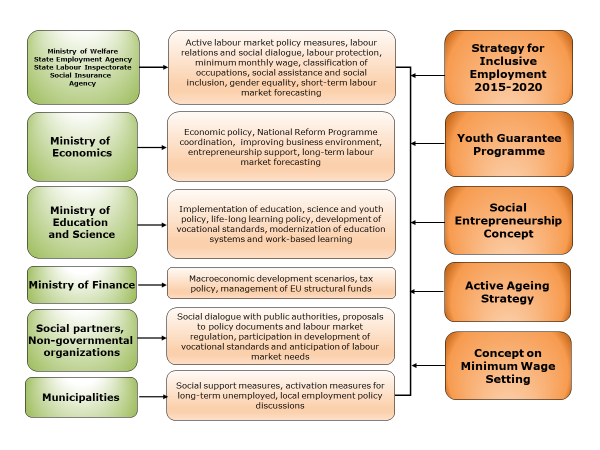 Ministry of Welfare
State Employment Agency
State Labour Inspectorate
Social Insurance
Agency
Active labour market policy measures, labour
relations and social dialogue, labour protection,
minimum monthly wage, classification of
occupations, social assistance and social
inclusion, gender equality, short-term labour
market forecasting
Strategy for
Inclusive
Employment
2015-2020
Ministry of
Economics
Economic policy, National Reform Programme
coordination, improving business environment,
entrepreneurship support, long-term labour
market forecasting
Youth Guarantee
Programme
Ministry of
Education
and Science
Implementation of education, science and youth
policy, life-long learning policy, development of
vocational standards, modernization of education
systems and work-based learning
Social
Entrepreneurship
Concept
Ministry of Finance
Macroeconomic development scenarios, tax
policy, management of EU structural funds
Active Ageing
Strategy
Social partners,
Non-governmental
organizations
Social dialogue with public authorities, proposals
to policy documents and labour market
regulation, participation in development of
vocational standards and anticipation of labour
market needs
Concept on
Minimum Wage
Setting
Municipalities
Social support measures, activation measures for
long-term unemployed, local employment policy
discussions